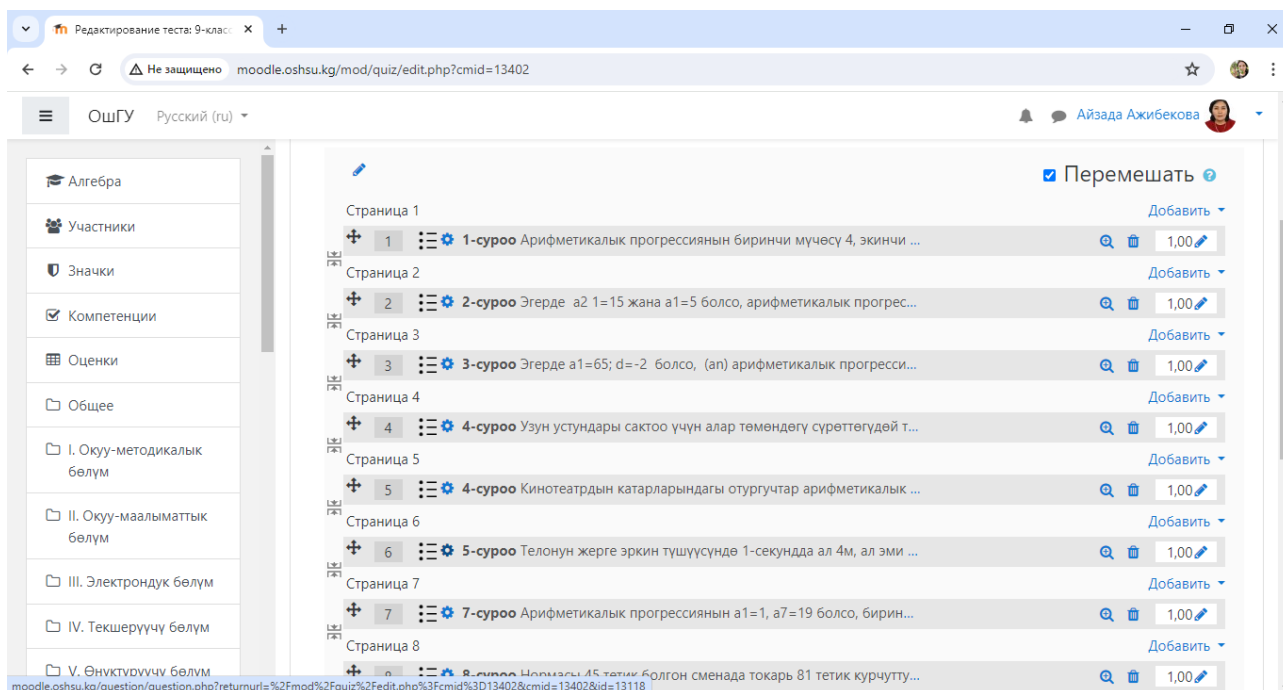 Редактирование теста: 9-класс
Не защищено moodle.oshsu.kg/mod/quiz/edit.php?cmid=13402
ОшГУ Русский (ru) Айзада Ажибекова
Алгебра
Участники
Значки
Компетенции
Оценки
Общее
I. Окуу-методикалык
бөлүм
II. Окуу-маалыматтык
бөлүм
III. Электрондук бөлүм
IV. Текшерүүчү бөлүм
V. Өнүктүрүүчү бөлүм
Перемешать
Страница 1 Добавить
1 1-суроо Арифметикалык прогрессиянын биринчи мүчөсү 4, экинчи ... 1,00
Страница 2 Добавить
2 2-суроо Эгерде a2 1=15 жана a1=5 болсо, арифметикалык прогрес... 1,00
Страница 3 Добавить
3 3-суроо Эгерде a1=65; d=-2 болсо, (an) арифметикалык прогресси... 1,00
Страница 4 Добавить
4 4-суроо Узун устундары сактоо үчүн алар төмөндөгү сүрөттөгүдөй т... 1,00
Страница 5 Добавить
5 4-суроо Кинотеатрдын катарларындагы отургучтар арифметикалык ... 1,00
Страница 6 Добавить
6 5-суроо Телонун жерге эркин түшүүсүндө 1-секундда ал 4м, ал эми ... 1,00
Страница 7 Добавить
7 7-суроо Арифметикалык прогрессиянын a1=1, a7=19 болсо, бирин... 1,00
Страница 8 Добавить
8 8-суроо Нормасы 45 тетик болгон сменада токарь 81 тетик курчутту... 1,00
moodle.oshsu.kg/question/question.php?returnurl=%2Fmod%2Fquiz%2Fedit.php%3Fcmid%3D13402&cmid=13402&id=13118